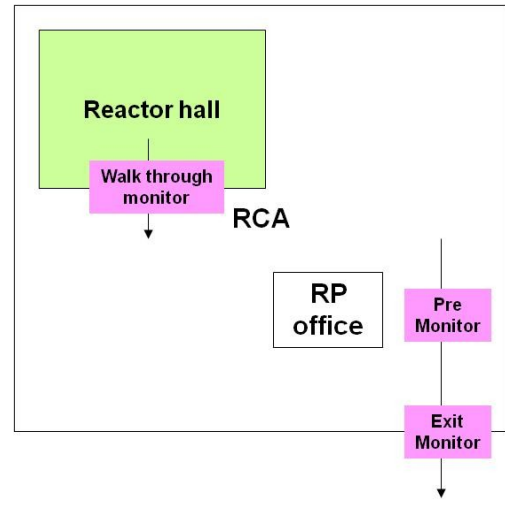 Reactor hall
Walk through
monitor
RCA
RP
office
Pre
Monitor
Exit
Monitor